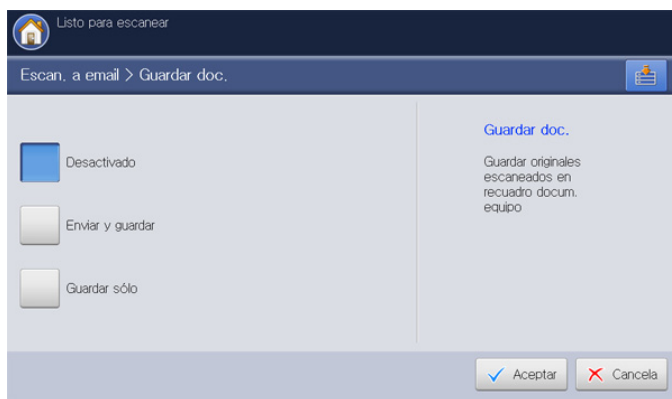 Listo para escanear
Escan. a email > Guardar doc.
Desactivado
Enviar y guardar
Guardar sólo
Guardar doc.
Guardar originales
escaneados en
recuadro docum.
equipo
Aceptar
Cancela